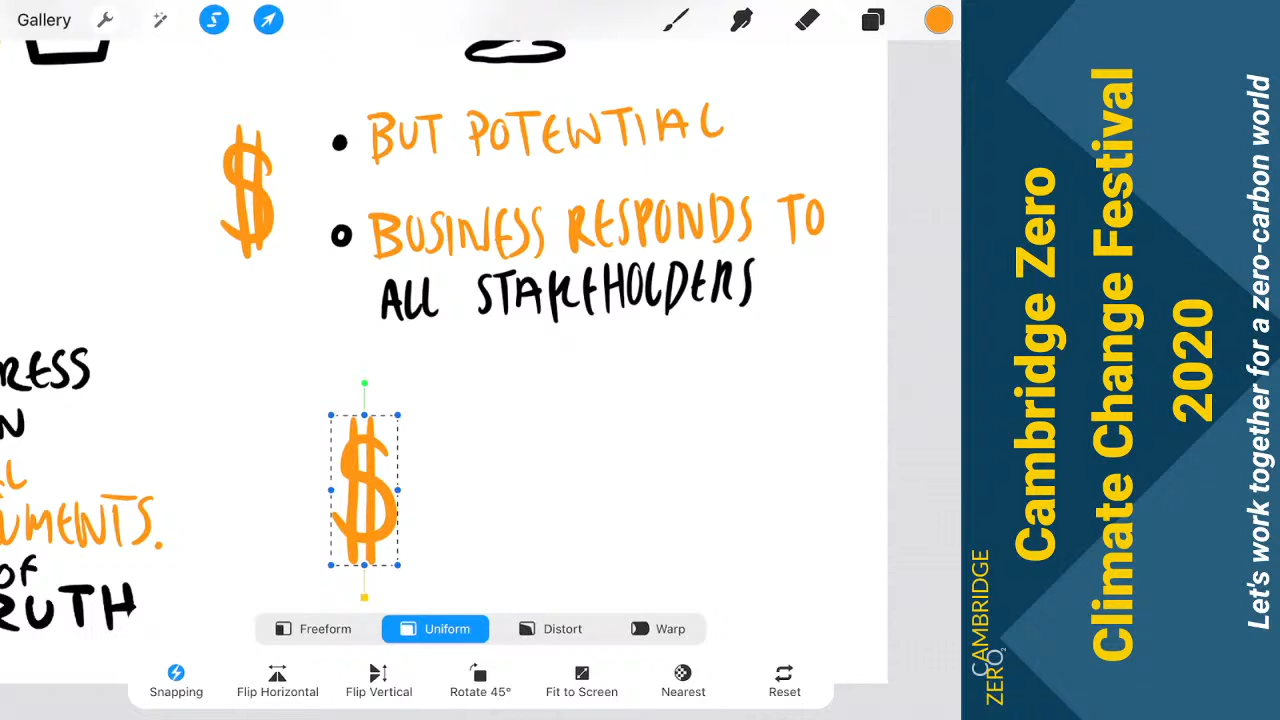 Gallery
$
• BUT POTENTIAL
• BUSINESS RESPONDS TO
ALL STAKEHOLDERS
RESS
N
L
UMENTS.
OF
RUTH
$
Freeform
Uniform
Distort
Warp
Snapping
Flip Horizontal
Flip Vertical
Rotate 45°
Fit to Screen
Nearest
Reset
CAMBRIDGE
ZERO₂
Cambridge Zero
Climate Change Festival
2020
Let's work together for a zero-carbon world